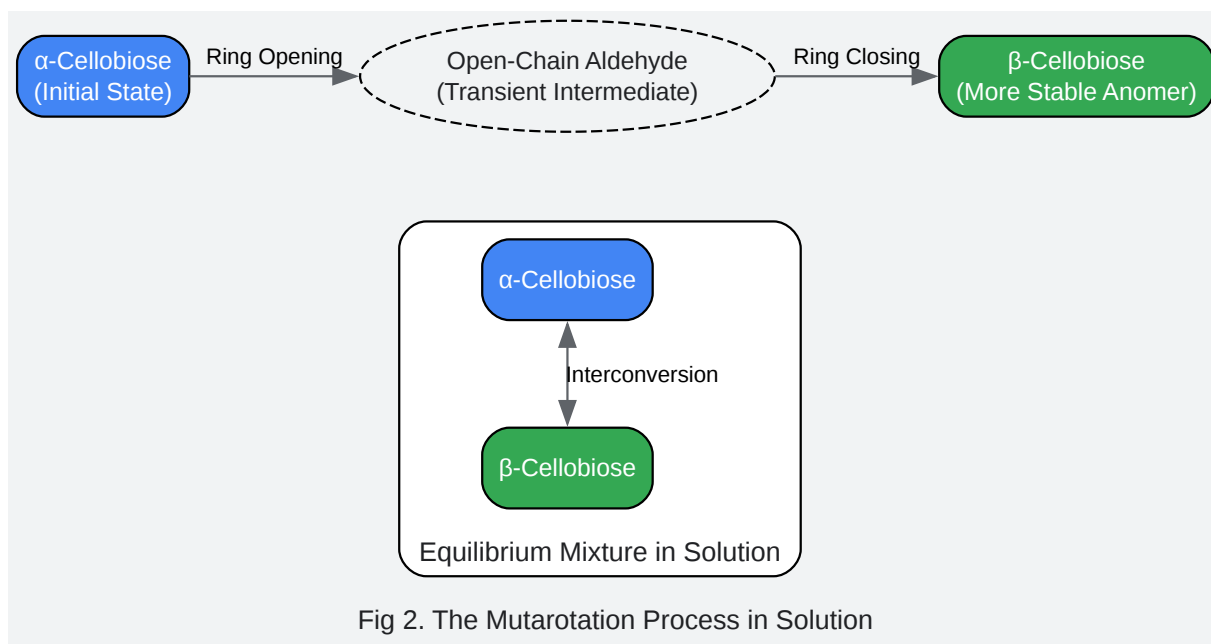 α-Cellobiose
(Initial State)
Ring Opening
Open-Chain Aldehyde
(Transient Intermediate)
Ring Closing
β-Cellobiose
(More Stable Anomer)
α-Cellobiose
Interconversion
β-Cellobiose
Equilibrium Mixture in Solution
Fig 2. The Mutarotation Process in Solution